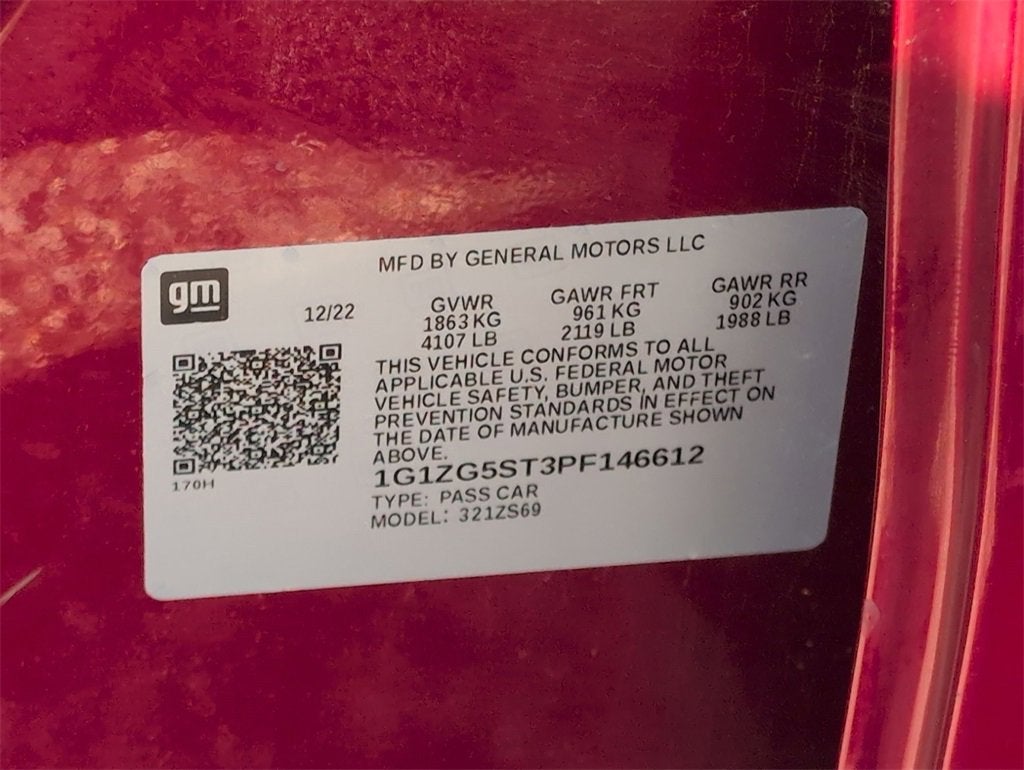 MFD BY GENERAL MOTORS LLC
gm
12/22
GVWR
1863 KG
4107 LB
GAWR FRT
961 KG
2119 LB
GAWR RR
902 KG
1988 LB
THIS VEHICLE CONFORMS TO ALL
APPLICABLE U.S. FEDERAL MOTOR
VEHICLE SAFETY, BUMPER, AND THEFT
PREVENTION STANDARDS IN EFFECT ON
THE DATE OF MANUFACTURE SHOWN
ABOVE.
1G1ZG5ST3PF146612
TYPE: PASS CAR
MODEL: 321ZS69
170H